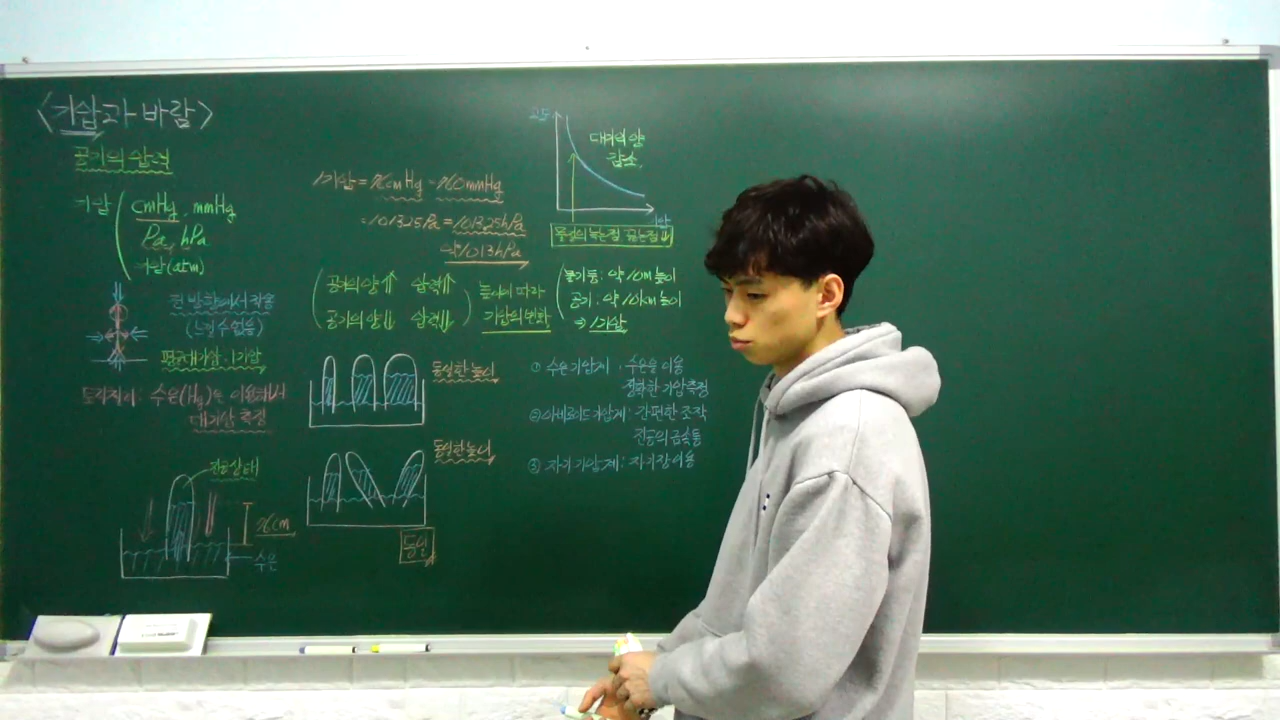 <기압과 바람>
공기의 압력
기압 ( cmHg, mmHg
Pa, hPa
기압(atm)
전 방향에서 작용
(느낄 수 없음)
평균대기압: 1기압
토리첼리: 수은(Hg)을 이용해서
대기압 측정
진공상태
76cm
수은
1기압 = 76cmHg = 760mmHg
= 101325Pa = 1013.25hPa
약 1013hPa
공기의 양↑ 압력↑
공기의 양↓ 압력↓
높이에 따라
기압의 변화
동일한 높이
동일한 높이
동일
대기의 양
감소
기압
물기둥: 약 10m 높이
공기: 약 10km 높이
⇒ 1기압
① 수은기압계: 수은을 이용
정확한 기압측정
② 아네로이드기압계: 간편한 조작
진공의 금속통
③ 자기기압계: 자기장 이용